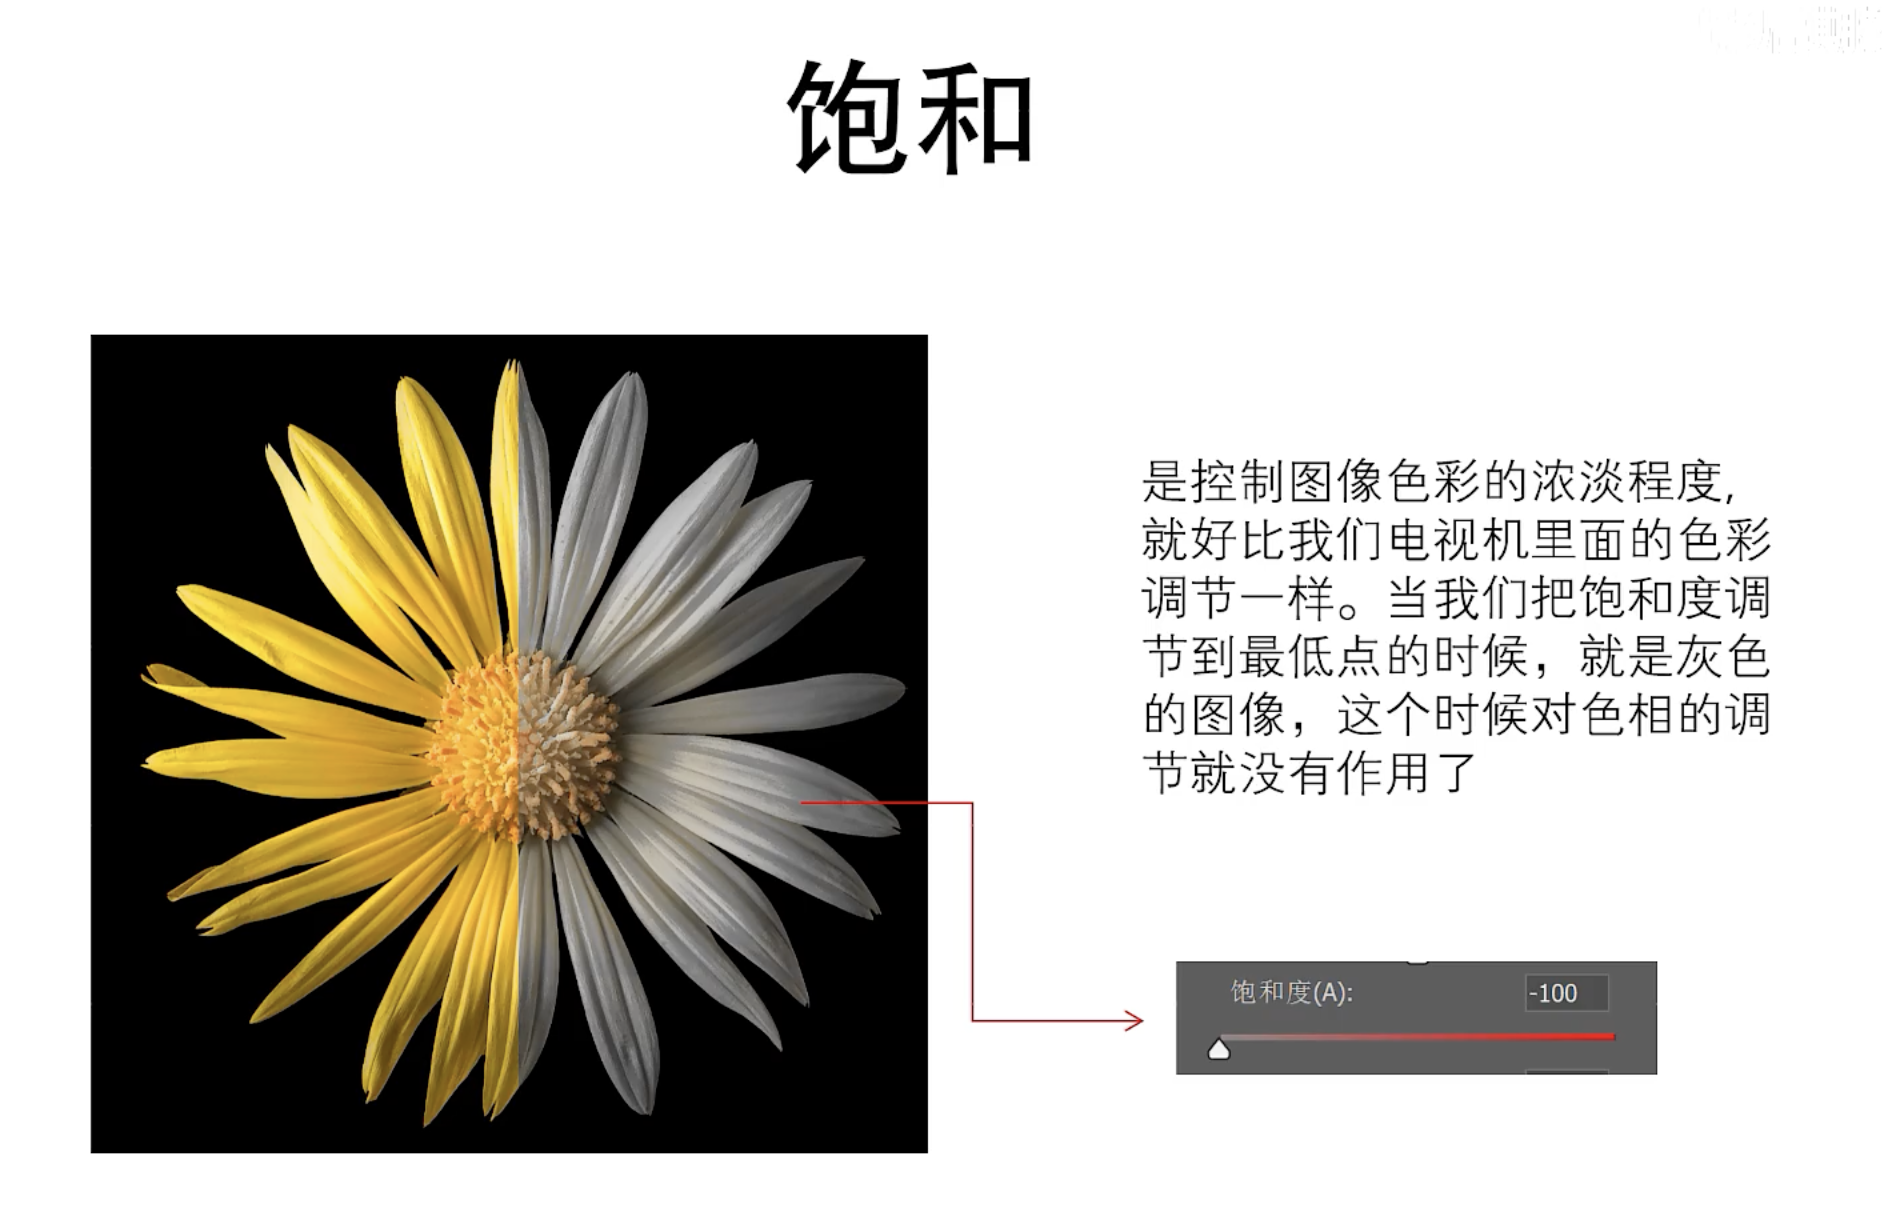 饱和
是控制图像色彩的浓淡程度,
就好比我们电视机里面的色彩
调节一样。当我们把饱和度调
节到最低点的时候，就是灰色
的图像，这个时候对色相的调
节就没有作用了
饱和度(A):
-100